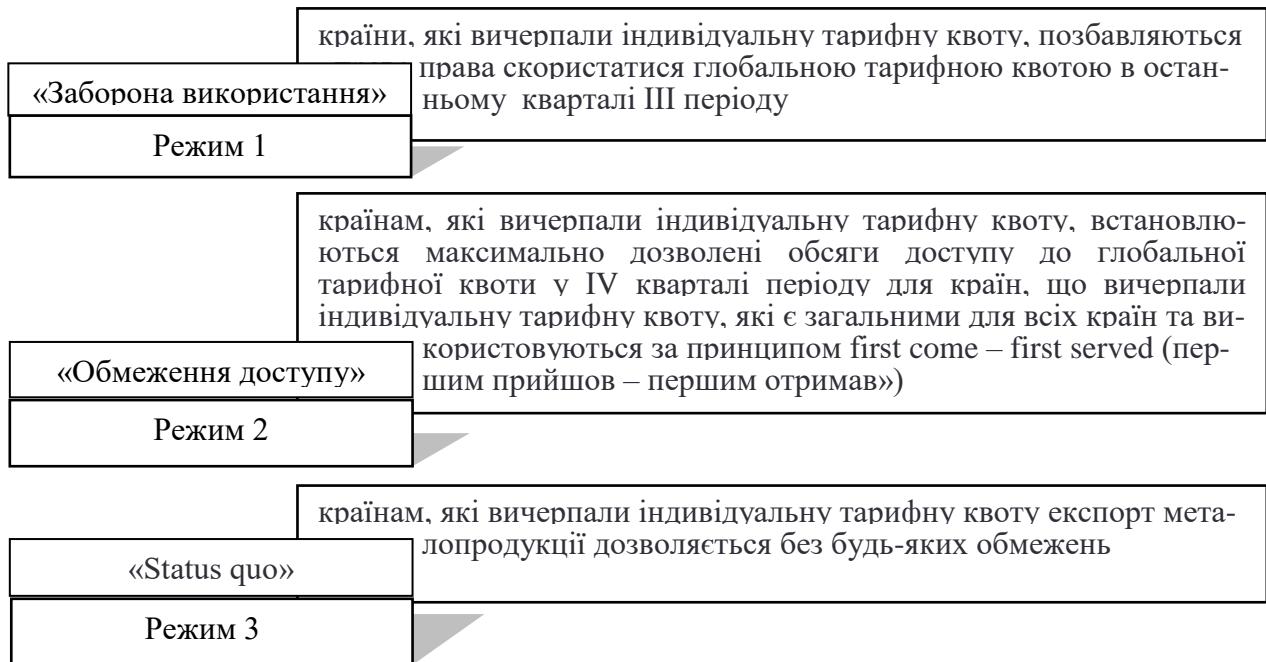 країни, які вичерпали індивідуальну тарифну квоту, позбавляються
права скористатися глобальною тарифною квотою в остан-
ньому кварталі III періоду
«Заборона використання»
Режим 1
країнам, які вичерпали індивідуальну тарифну квоту, встановлю-
ються максимально дозволені обсяги доступу до глобальної
тарифної квоти у IV кварталі періоду для країн, що вичерпали
індивідуальну тарифну квоту, які є загальними для всіх країн та ви-
користовуються за принципом first come – first served (пер-
шим прийшов – першим отримав»)
«Обмеження доступу»
Режим 2
країнам, які вичерпали індивідуальну тарифну квоту експорт мета-
лопродукції дозволяється без будь-яких обмежень
«Status quo»
Режим 3